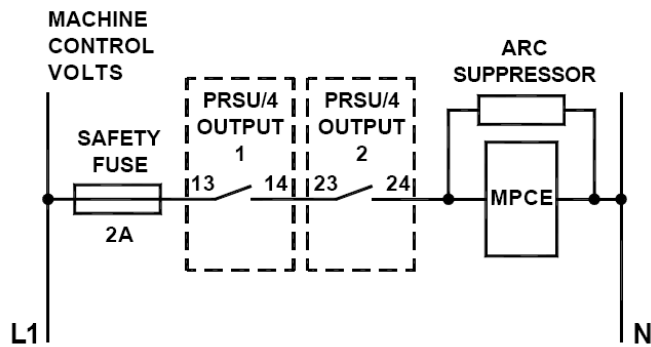 MACHINE
CONTROL
VOLTS
ARC
SUPPRESSOR
PRSU/4
OUTPUT
1
PRSU/4
OUTPUT
2
SAFETY
FUSE
13
14
23
24
MPCE
2A
L1
N